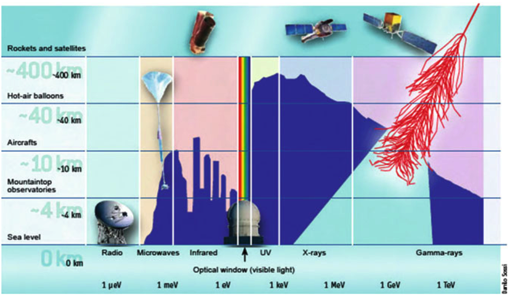 Rockets and satellites
~400 km
~400 km
Hot-air balloons
~40 km
~40 km
Aircrafts
~10 km
~10 km
Mountaintop
observatories
~4 km
~4 km
Sea level
0 km
0 km
Radio Microwaves Infrared UV X-rays Gamma-rays
Optical window (visible light)
1 µeV 1 meV 1 eV 1 keV 1 MeV 1 GeV 1 TeV